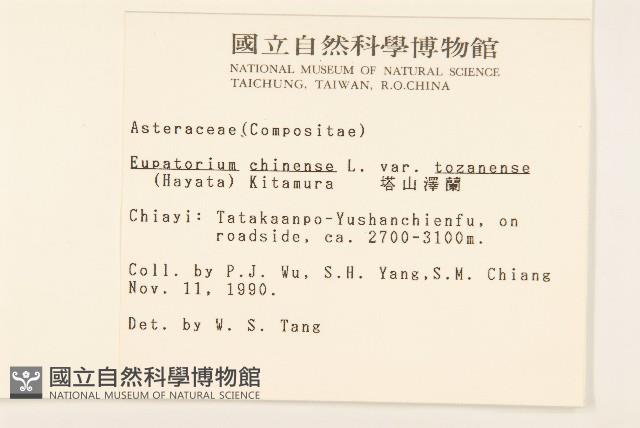 國立自然科學博物館
NATIONAL MUSEUM OF NATURAL SCIENCE
TAICHUNG, TAIWAN, R.O.CHINA
Asteraceae(Compositae)
Eupatorium chinense L. var. tozanense
(Hayata) Kitamura 塔山澤蘭
Chiayi: Tatakaanpo-Yushanchienfu, on
roadside, ca. 2700-3100m.
Coll. by P.J. Wu, S.H. Yang,S.M. Chiang
Nov. 11, 1990.
Det. by W. S. Tang
國立自然科學博物館
NATIONAL MUSEUM OF NATURAL SCIENCE